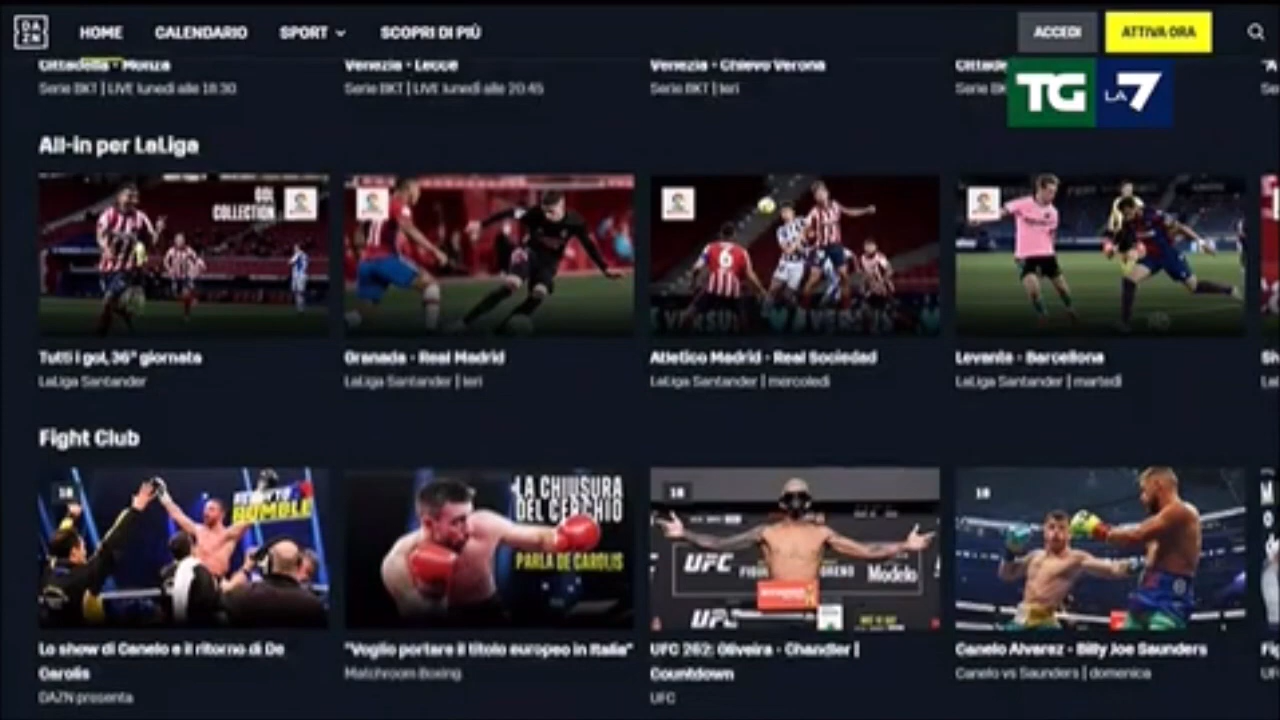 DA
ZN
HOME
CALENDARIO
SPORT
SCOPRI DI PIÙ
ACCEDI
ATTIVA ORA
Cittadella - Monza
Serie BKT | LIVE lunedì alle 18:30
Venezia - Lecce
Serie BKT | LIVE lunedì alle 20:45
Venezia - Chievo Verona
Serie BKT | Ieri
Serie BKT
TG LA7
All-in per LaLiga
GOL
COLLECTION
Tutti i gol, 36ª giornata
LaLiga Santander
Granada - Real Madrid
LaLiga Santander | Ieri
6
Atletico Madrid - Real Sociedad
LaLiga Santander | mercoledì
Levante - Barcellona
LaLiga Santander | martedì
Fight Club
18
RUMBLE
Lo show di Canelo e il ritorno di De
Carolis
DAZN presenta
LA CHIUSURA
DEL CERCHIO
PARLA DE CAROLIS
"Voglio portare il titolo europeo in Italia"
Matchroom Boxing
18
UFC
Modelo
UFC
UFC 262: Oliveira - Chandler |
Countdown
UFC
18
Canelo Alvarez - Billy Joe Saunders
Canelo vs Saunders | domenica